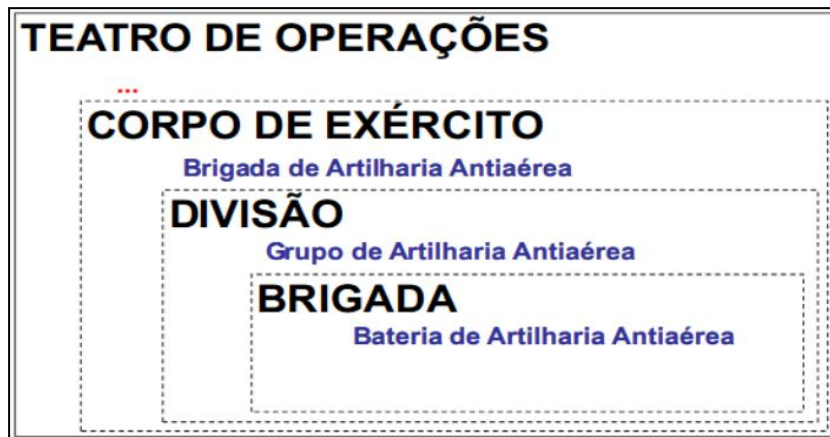 TEATRO DE OPERAÇÕES
...
CORPO DE EXÉRCITO
Brigada de Artilharia Antiaérea
DIVISÃO
Grupo de Artilharia Antiaérea
BRIGADA
Bateria de Artilharia Antiaérea